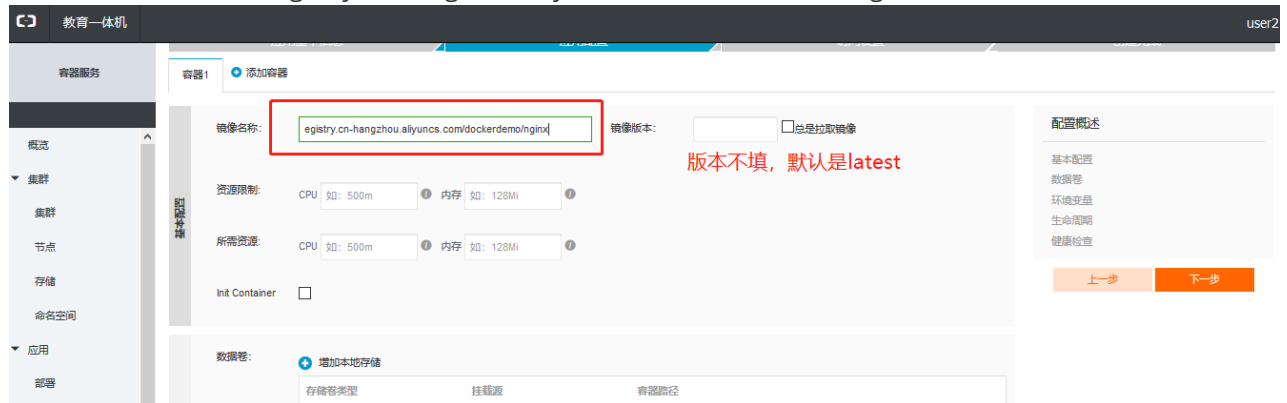 教育一体机
user2
容器服务
容器1 添加容器
镜像名称: egistry.cn-hangzhou.aliyuncs.com/dockerdemo/nginx 镜像版本: 总是拉取镜像
版本不填，默认是latest
配置概述
概览
基本配置
集群
数据卷
资源限制: CPU 如: 500m 内存 如: 128Mi
环境变量
集群
基本配置
生命周期
节点
所需资源: CPU 如: 500m 内存 如: 128Mi
健康检查
存储
上一步 下一步
Init Container
命名空间
应用
数据卷: 增加本地存储
部署
存储卷类型 挂载源 容器路径